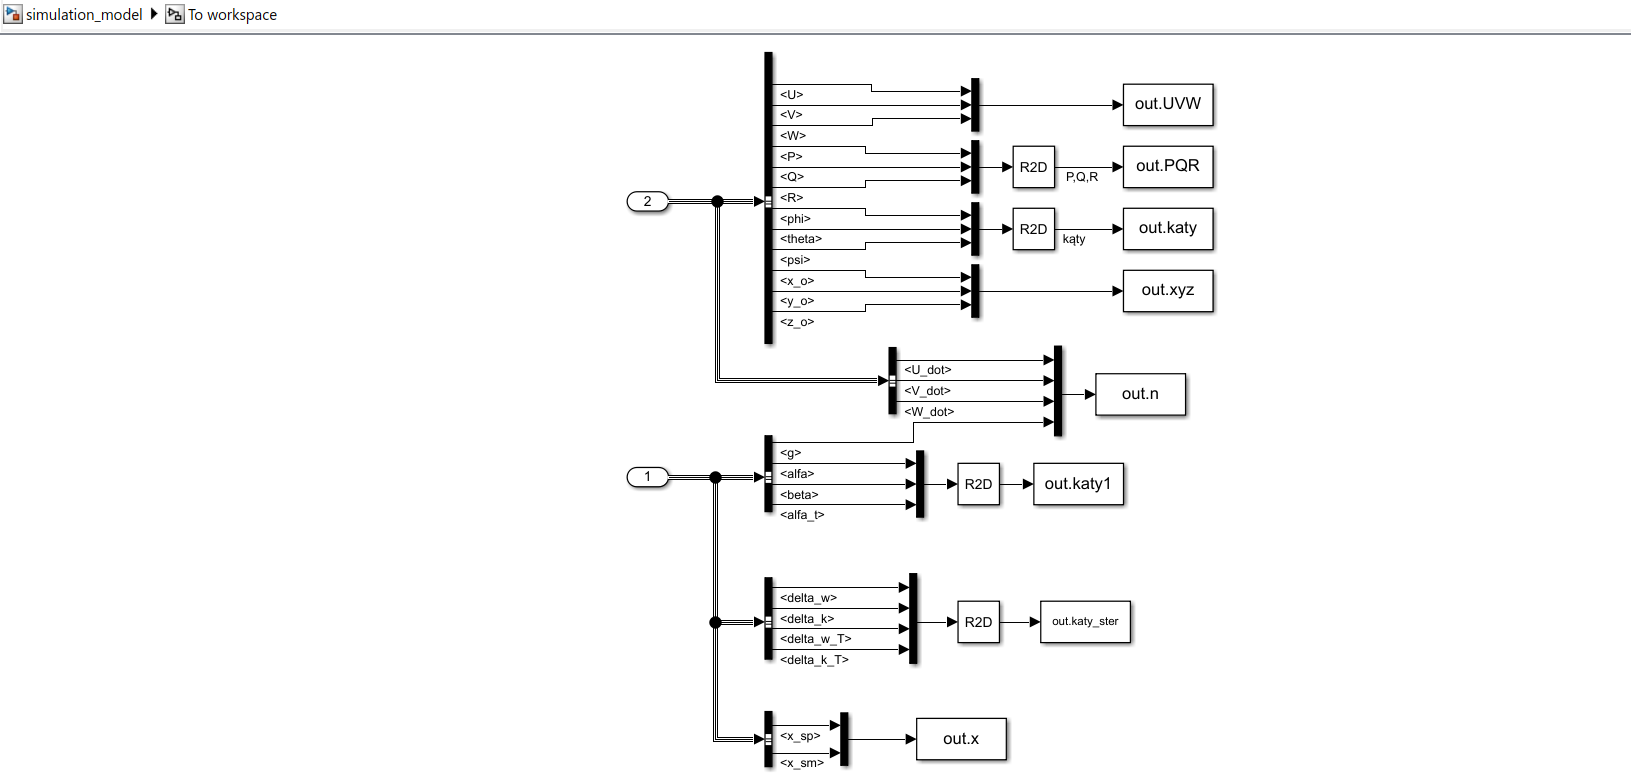 simulation_model To workspace
<U>
<V>
<W>
out.UVW
<P>
<Q>
<R>
R2D
P,Q,R
out.PQR
2
<phi>
<theta>
<psi>
R2D
kąty
out.katy
<x_o>
<y_o>
<z_o>
out.xyz
<U_dot>
<V_dot>
<W_dot>
out.n
1
<g>
<alfa>
<beta>
<alfa_t>
R2D
out.katy1
<delta_w>
<delta_k>
<delta_w_T>
<delta_k_T>
R2D
out.katy_ster
<x_sp>
<x_sm>
out.x